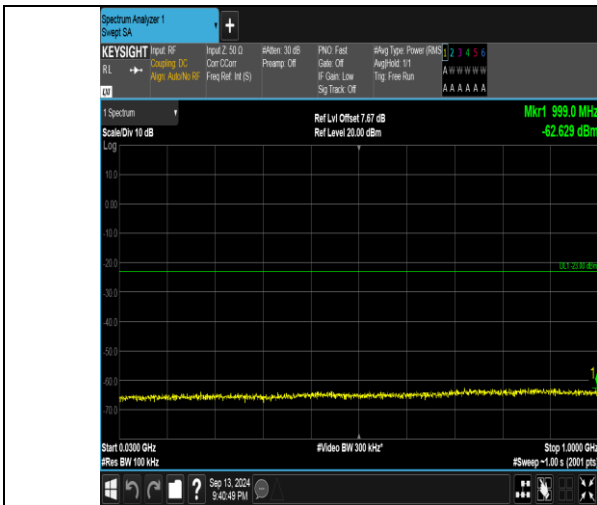 Spectrum Analyzer 1
Swept SA
+
KEYSIGHT
RL
LXI
Input: RF
Coupling: DC
Align: Auto/No RF
Input Z: 50 Ω
Corr CCorr
Freq Ref: Int (S)
#Atten: 30 dB
Preamp: Off
PNO: Fast
Gate: Off
IF Gain: Low
Sig Track: Off
#Avg Type: Power (RMS
Avg|Hold: 1/1
Trig: Free Run
1 2 3 4 5 6
A W W W W W
A A A A A A
1 Spectrum
Scale/Div 10 dB
Log
Ref Lvl Offset 7.67 dB
Ref Level 20.00 dBm
Mkr1 999.0 MHz
-62.629 dBm
10.0
0.00
-10.0
-20.0
DL1 -23.00 dBm
-30.0
-40.0
-50.0
1
-60.0
-70.0
Start 0.0300 GHz
#Res BW 100 kHz
#Video BW 300 kHz*
Stop 1.0000 GHz
#Sweep ~1.00 s (2001 pts)
?
Sep 13, 2024
9:40:49 PM